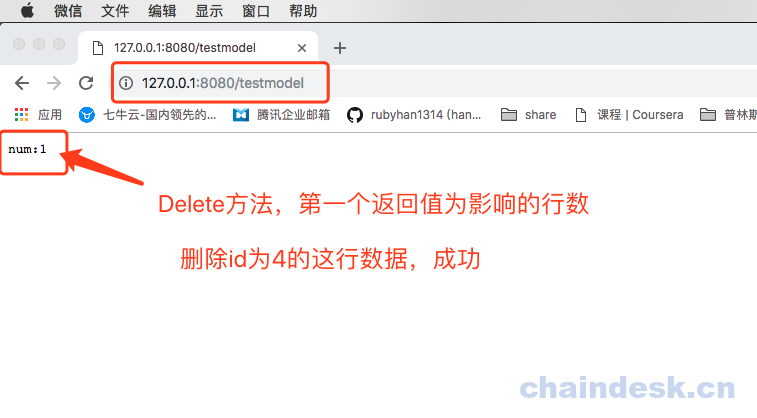 微信 文件 编辑 显示 窗口 帮助
127.0.0.1:8080/testmodel
127.0.0.1:8080/testmodel
应用 七牛云-国内领先的... 腾讯企业邮箱 rubyhan1314 (han... share 课程 | Coursera 普林斯
num:1
Delete方法，第一个返回值为影响的行数
删除id为4的这行数据，成功
chaindesk.cn